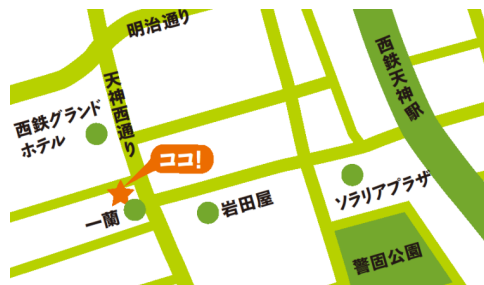 明治通り
天神西通り
西鉄グランド
ホテル
西鉄天神駅
ココ!
一蘭
岩田屋
ソラリアプラザ
警固公園